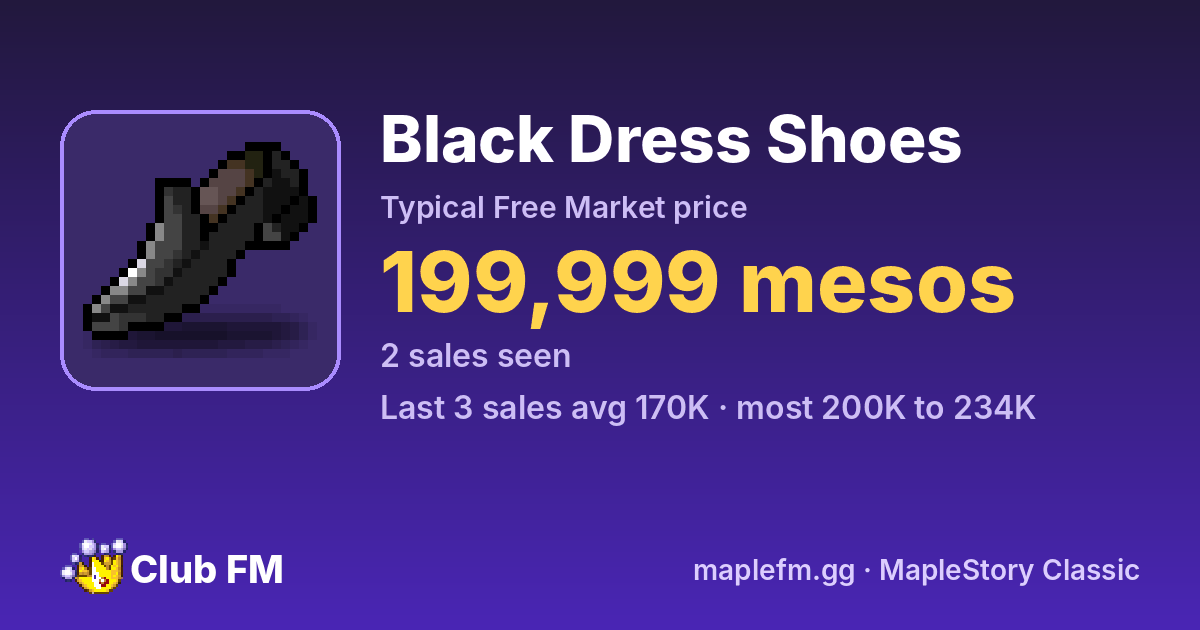 Black Dress Shoes
Typical Free Market price
199,999 mesos
2 sales seen
Last 3 sales avg 170K · most 200K to 234K
Club FM
maplefm.gg · MapleStory Classic